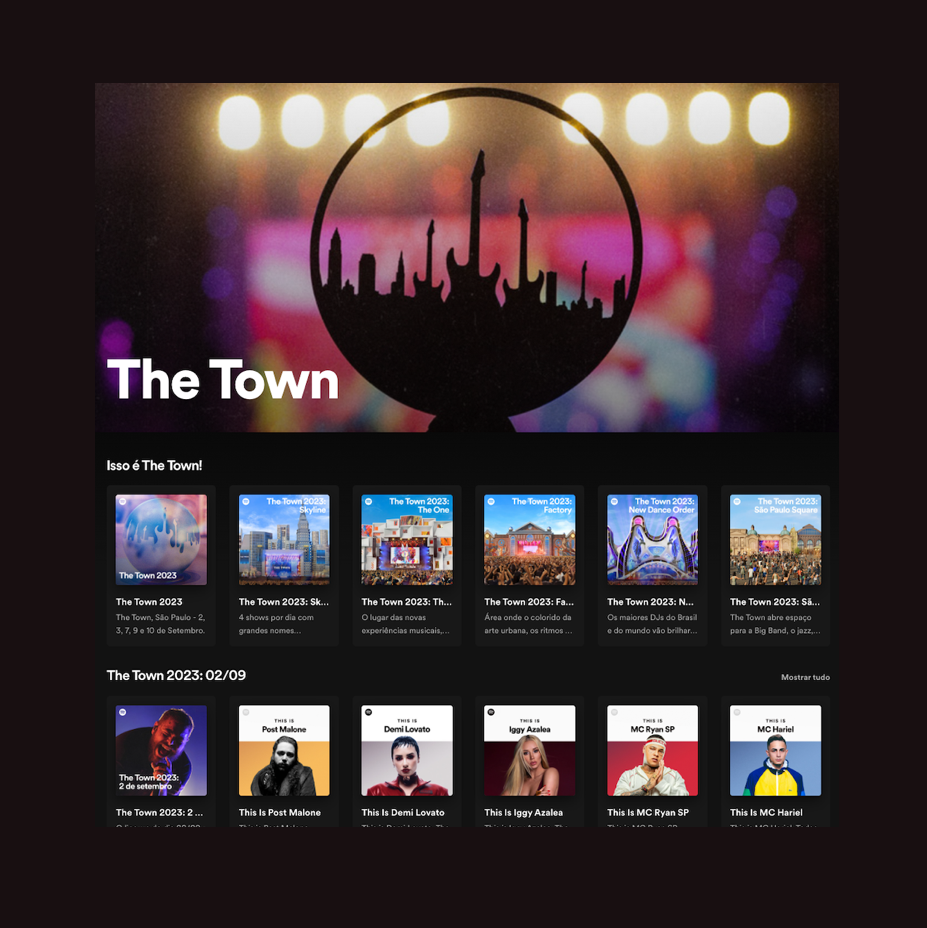 The Town
Isso é The Town!
The Town 2023
The Town 2023:
Skyline
The Town 2023:
The One
The Town 2023:
Factory
The Town 2023:
New Dance Order
The Town 2023:
São Paulo Square
The Town 2023
The Town, São Paulo - 2,
3, 7, 9 e 10 de Setembro.
The Town 2023: Sk...
4 shows por dia com
grandes nomes...
The Town 2023: Th...
O lugar das novas
experiências musicais,...
The Town 2023: Fa...
Área onde o colorido da
arte urbana, os ritmos ...
The Town 2023: N...
Os maiores DJs do Brasil
e do mundo vão brilhar...
The Town 2023: Sã...
The Town abre espaço
para a Big Band, o jazz,...
The Town 2023: 02/09
Mostrar tudo
The Town 2023:
2 de setembro
THIS IS
Post Malone
THIS IS
Demi Lovato
THIS IS
Iggy Azalea
THIS IS
MC Ryan SP
THIS IS
MC Hariel
The Town 2023: 2 ...
This Is Post Malone
This Is Demi Lovato
This Is Iggy Azalea
This Is MC Ryan SP
This Is MC Hariel